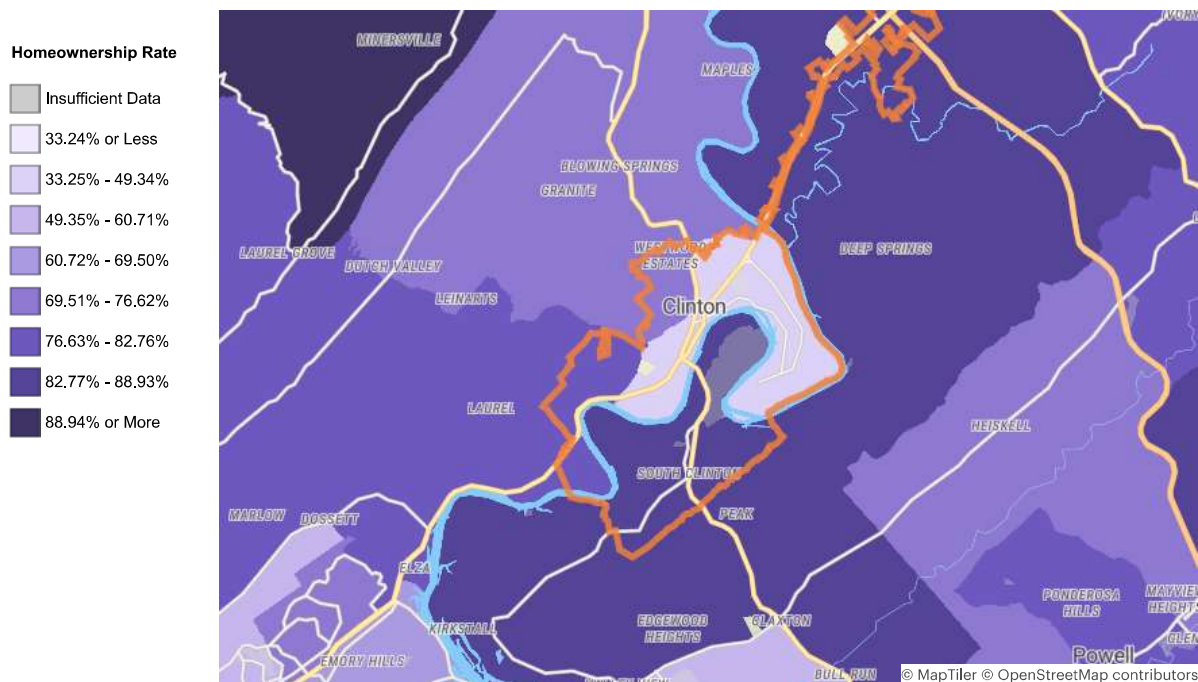 Homeownership Rate
Insufficient Data
33.24% or Less
33.25% - 49.34%
49.35% - 60.71%
60.72% - 69.50%
69.51% - 76.62%
76.63% - 82.76%
82.77% - 88.93%
88.94% or More
MINERSVILLE
MAPLES
BLOWING SPRINGS
GRANITE
LAUREL GROVE
DUTCH VALLEY
ESTATES
DEEP SPRINGS
LEINARTS
Clinton
LAUREL
HEISKELL
SOUTH CLINTON
MARLOW
DOSSETT
PEAK
ELZA
PONDEROSA
HILLS
MAYVIEW
HEIGHTS
KIRKSTALL
EDGEWOOD
HEIGHTS
CLAXTON
EMORY HILLS
Powell
BULL RUN
© MapTiler © OpenStreetMap contributors